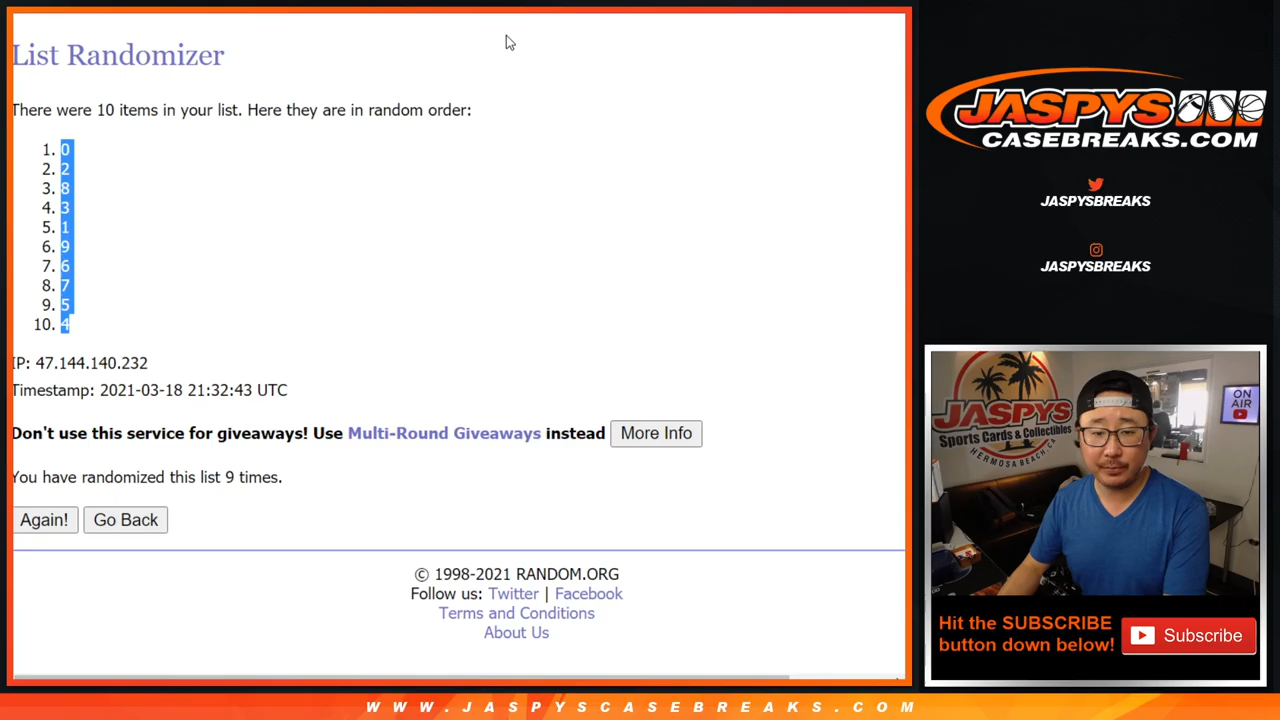 List Randomizer
There were 10 items in your list. Here they are in random order:
1. 0
2. 2
3. 8
4. 3
5. 1
6. 9
7. 6
8. 7
9. 5
10. 4
IP: 47.144.140.232
Timestamp: 2021-03-18 21:32:43 UTC
Don't use this service for giveaways! Use Multi-Round Giveaways instead More Info
You have randomized this list 9 times.
Again! Go Back
© 1998-2021 RANDOM.ORG
Follow us: Twitter | Facebook
Terms and Conditions
About Us
JASPYS
CASEBREAKS.COM
JASPYSBREAKS
JASPYSBREAKS
JASPYS
Sports Cards & Collectibles
HERMOSA BEACH, CA
ON
AIR
Hit the SUBSCRIBE
button down below!
Subscribe
WWW.JASPYSCASEBREAKS.COM